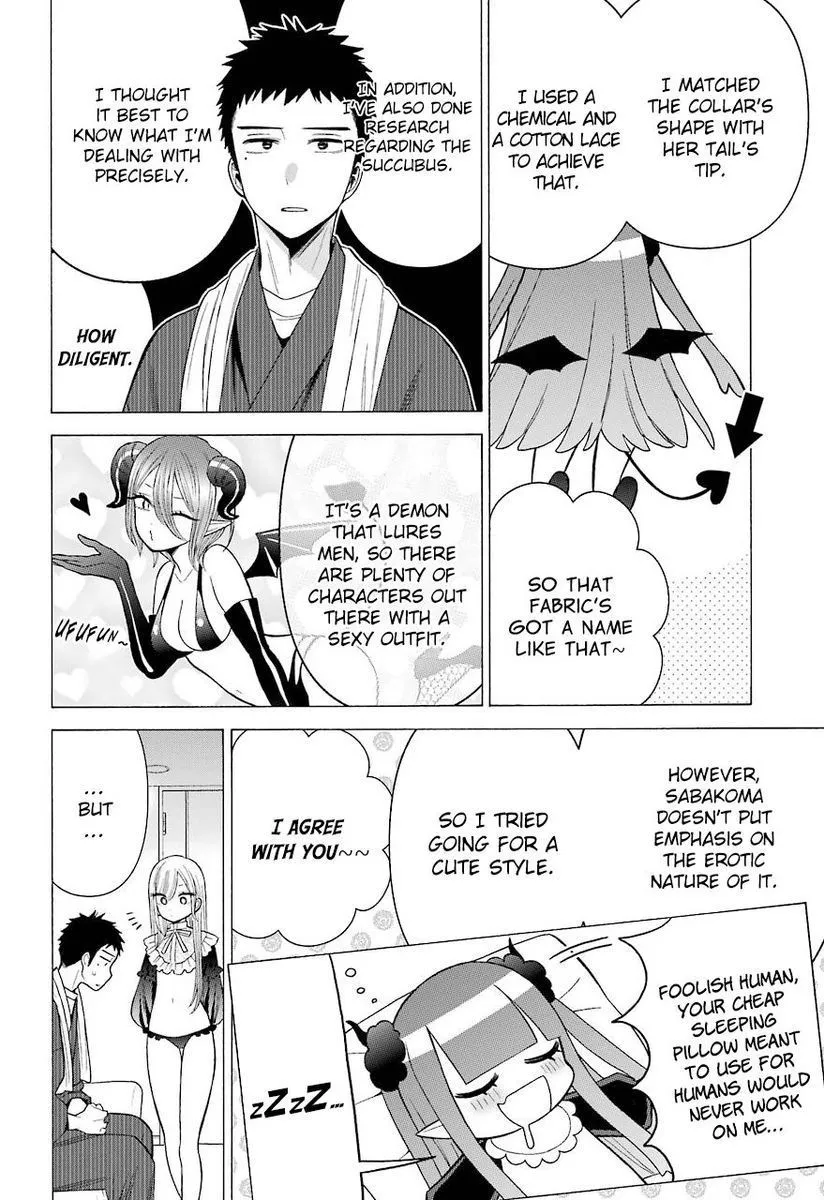 I MATCHED
THE COLLAR'S
SHAPE WITH
HER TAIL'S
TIP.
I USED A
CHEMICAL AND
A COTTON LACE
TO ACHIEVE
THAT.
SO THAT
FABRIC'S
GOT A NAME
LIKE THAT~
IN ADDITION,
I'VE ALSO DONE
RESEARCH
REGARDING THE
SUCCUBUS.
I THOUGHT
IT BEST TO
KNOW WHAT I'M
DEALING WITH
PRECISELY.
HOW
DILIGENT.
IT'S A DEMON
THAT LURES
MEN, SO THERE
ARE PLENTY OF
CHARACTERS OUT
THERE WITH A
SEXY OUTFIT.
UFUFUN~
HOWEVER,
SABAKOMA
DOESN'T PUT
EMPHASIS ON
THE EROTIC
NATURE OF IT.
SO I TRIED
GOING FOR A
CUTE STYLE.
I AGREE
WITH YOU~~
FOOLISH HUMAN,
YOUR CHEAP
SLEEPING
PILLOW MEANT
TO USE FOR
HUMANS WOULD
NEVER WORK
ON ME...
zZzZ...
...
BUT
...